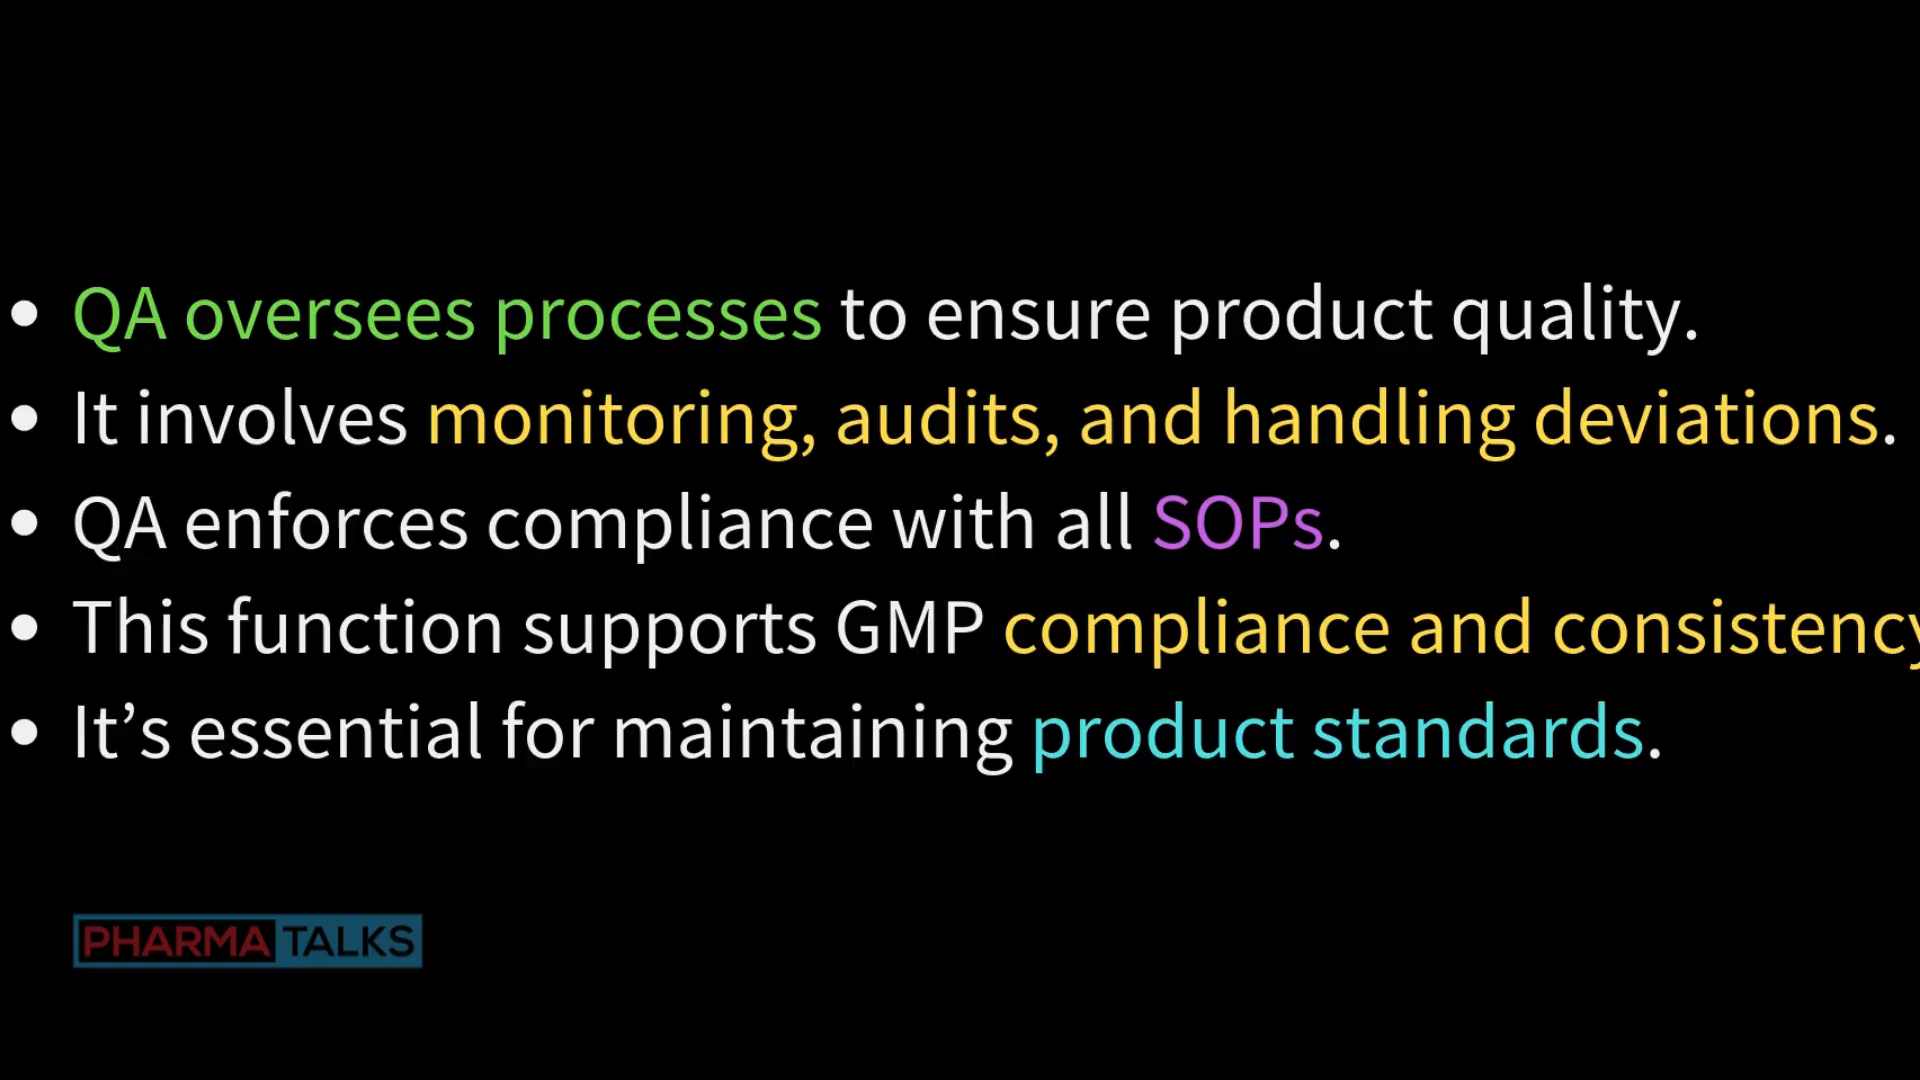 • QA oversees processes to ensure product quality.
• It involves monitoring, audits, and handling deviations.
• QA enforces compliance with all SOPs.
• This function supports GMP compliance and consistency
• It’s essential for maintaining product standards.
PHARMA TALKS